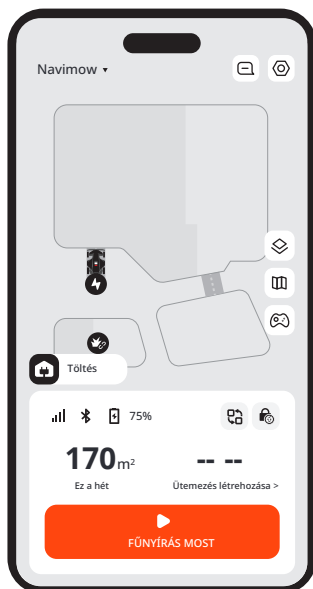 Navimow
Töltés
75%
170m²
-- --
Ez a hét
Ütemezés létrehozása >
FŰNYÍRÁS MOST